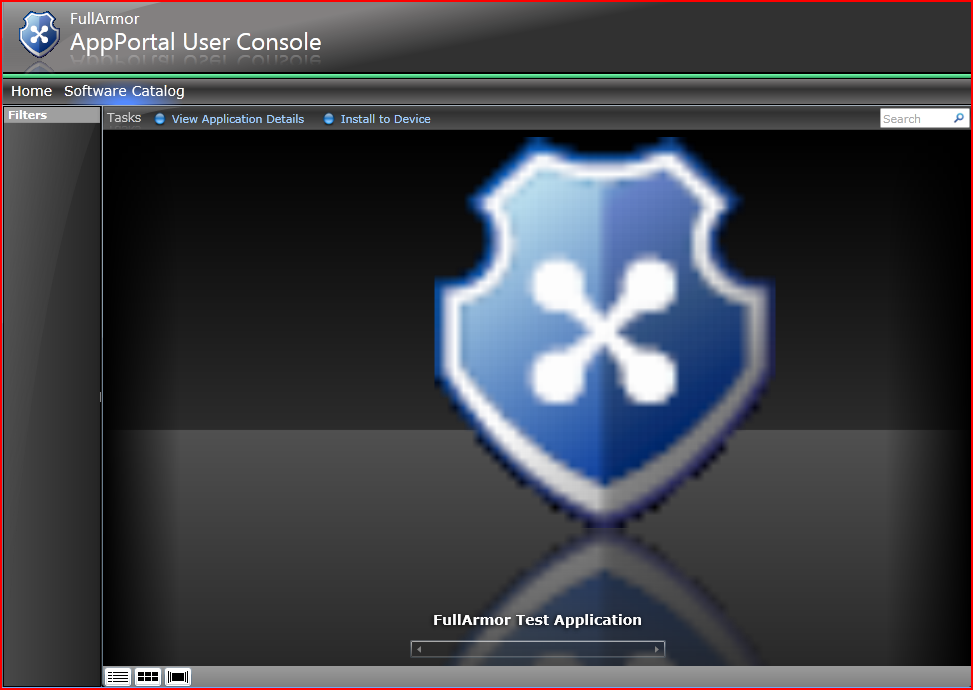 FullArmor
AppPortal User Console
Home Software Catalog
Filters
Tasks View Application Details Install to Device Search
FullArmor Test Application